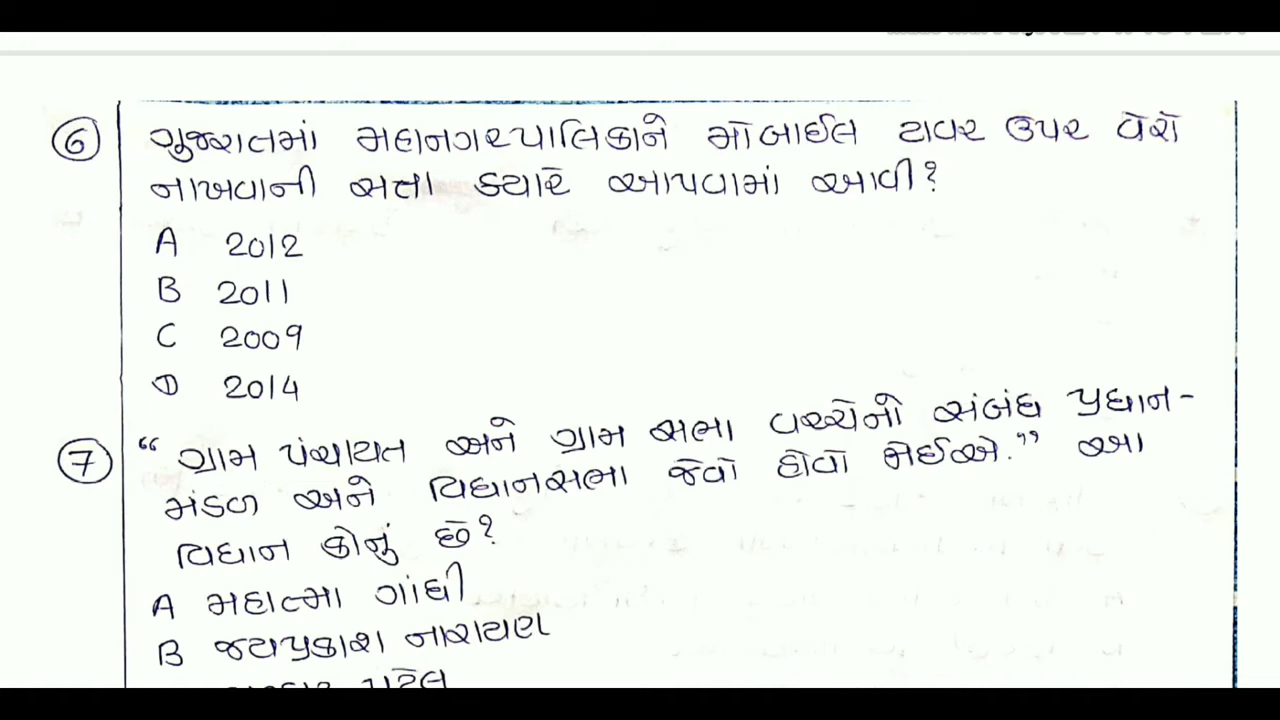 6 ગુજરાતમાં મહાનગરપાલિકાને મોબાઈલ ટાવર ઉપર વેરો
નાખવાની સત્તા ક્યારે આપવામાં આવી?
A 2012
B 2011
C 2009
D 2014
7 "ગ્રામ પંચાયત અને ગ્રામ સભા વચ્ચેનો સંબંધ પ્રધાન-
મંડળ અને વિધાનસભા જેવો હોવો જોઈએ." આ
વિધાન કોનું છે?
A મહાત્મા ગાંધી
B જયપ્રકાશ નારાયણ
પટેલ